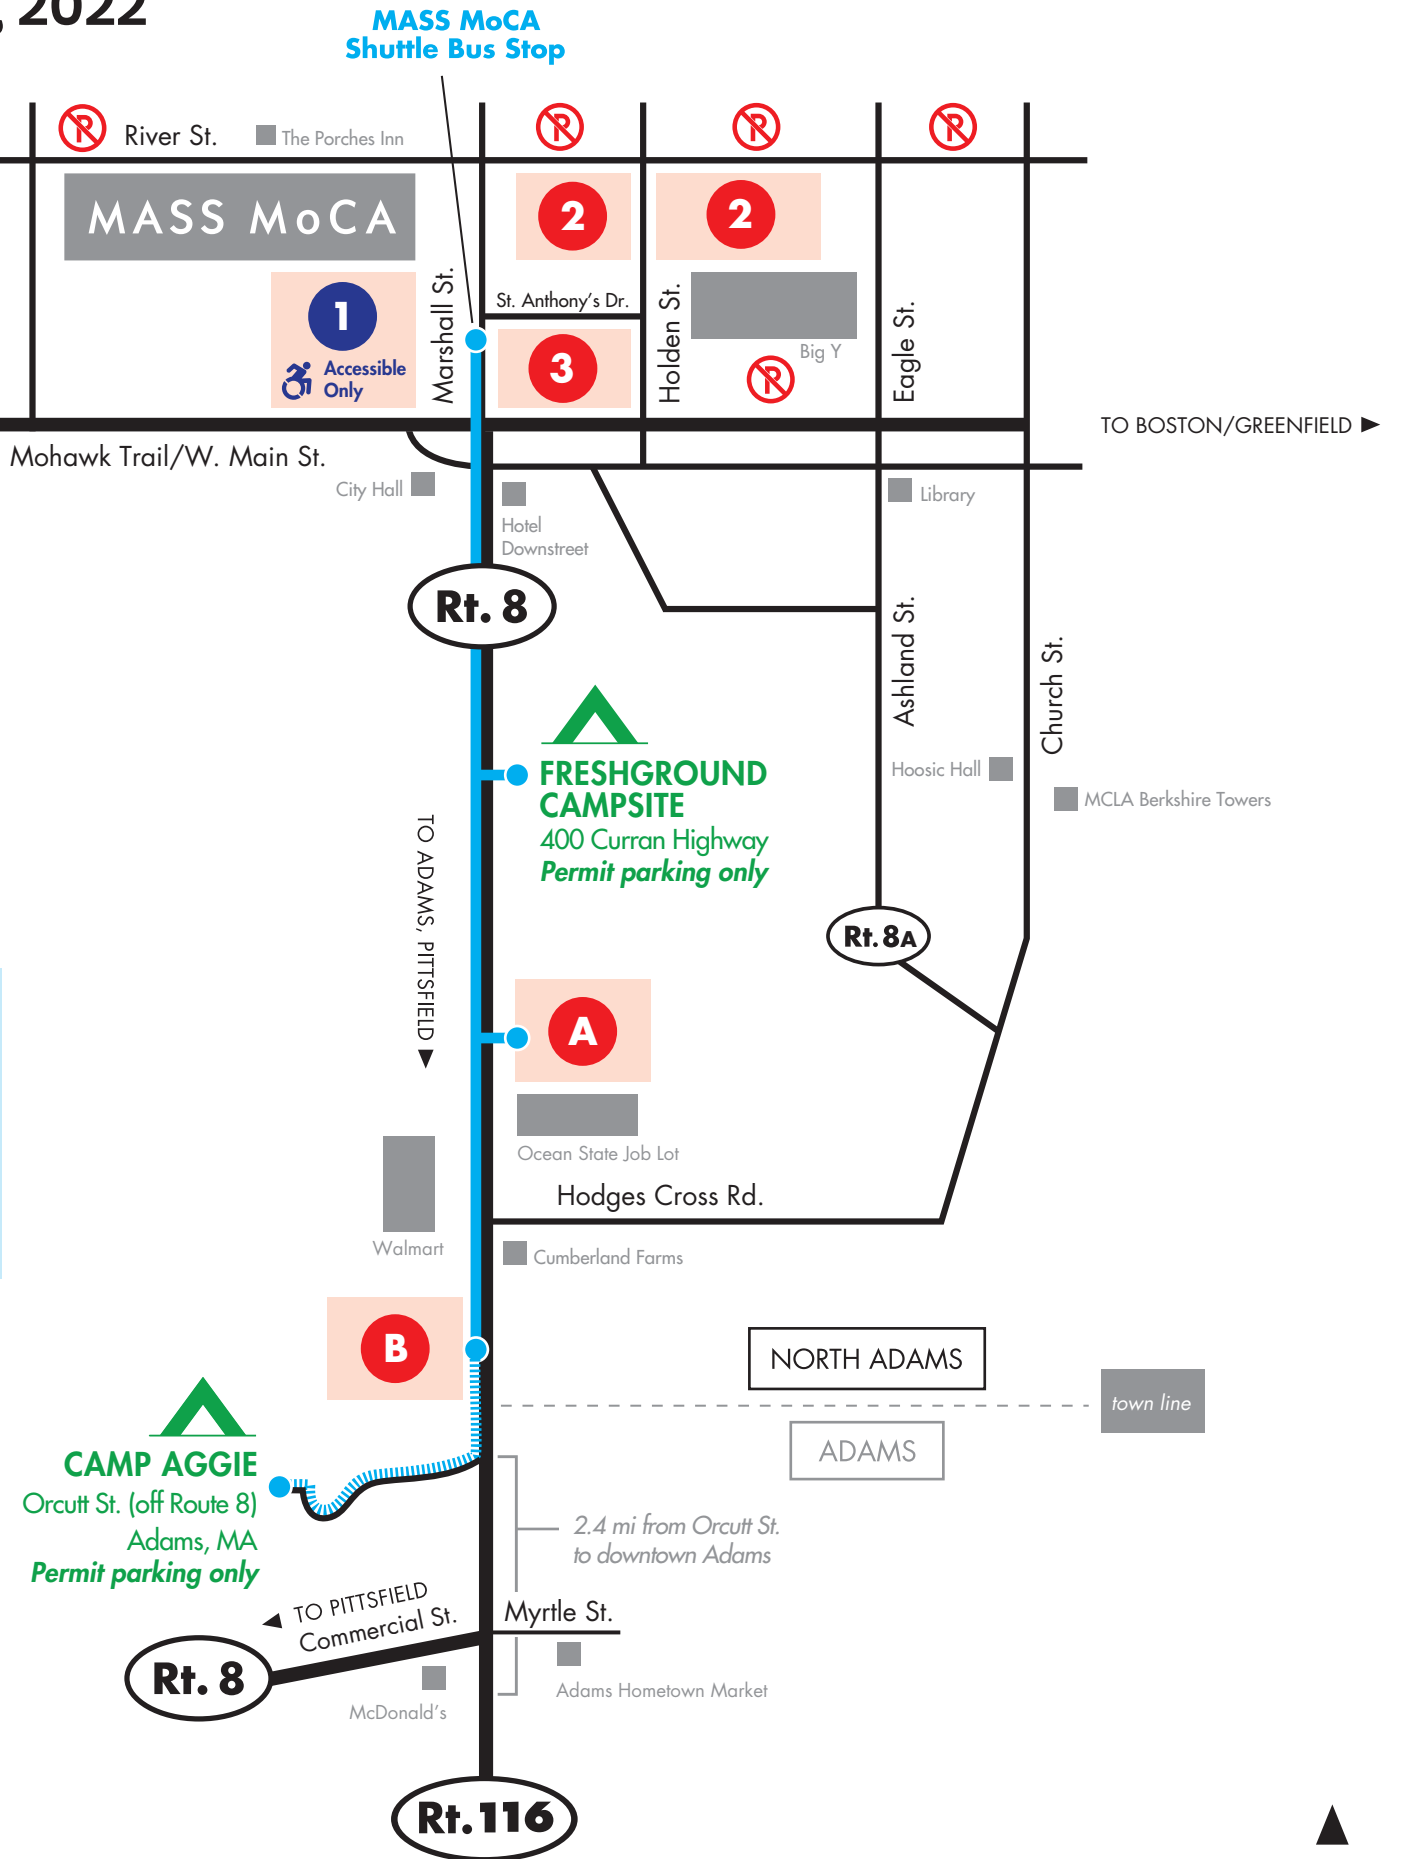 , 2022
MASS MoCA
Shuttle Bus Stop
P
River St.
The Porches Inn
P
P
P
MASS MoCA
2
2
1
Accessible
Only
Marshall St.
St. Anthony's Dr.
3
Holden St.
Big Y
P
Eagle St.
TO BOSTON/GREENFIELD
Mohawk Trail/W. Main St.
City Hall
Hotel
Downstreet
Library
Rt. 8
Ashland St.
Church St.
FRESHGROUND
CAMPSITE
400 Curran Highway
Permit parking only
Hoosic Hall
MCLA Berkshire Towers
TO ADAMS, PITTSFIELD
Rt. 8A
A
Ocean State Job Lot
Hodges Cross Rd.
Walmart
Cumberland Farms
B
NORTH ADAMS
town line
ADAMS
CAMP AGGIE
Orcutt St. (off Route 8)
Adams, MA
Permit parking only
2.4 mi from Orcutt St.
to downtown Adams
TO PITTSFIELD
Commercial St.
Myrtle St.
Rt. 8
McDonald's
Adams Hometown Market
Rt. 116